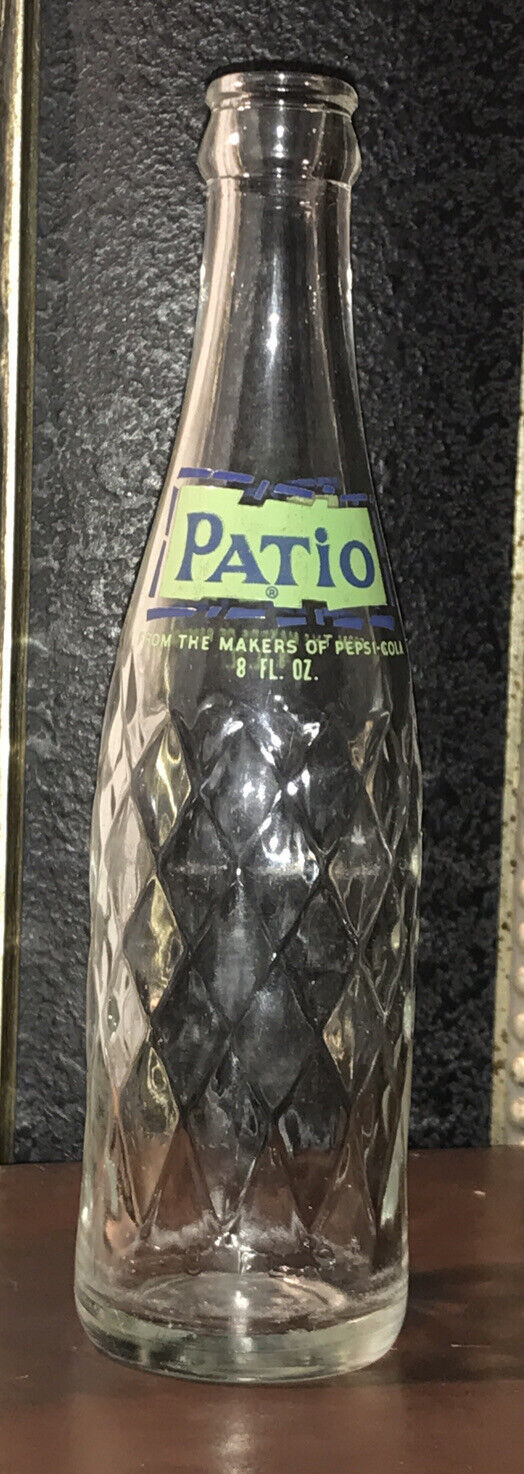 PATiO
®
FROM THE MAKERS OF PEPSI-COLA
8 FL. OZ.